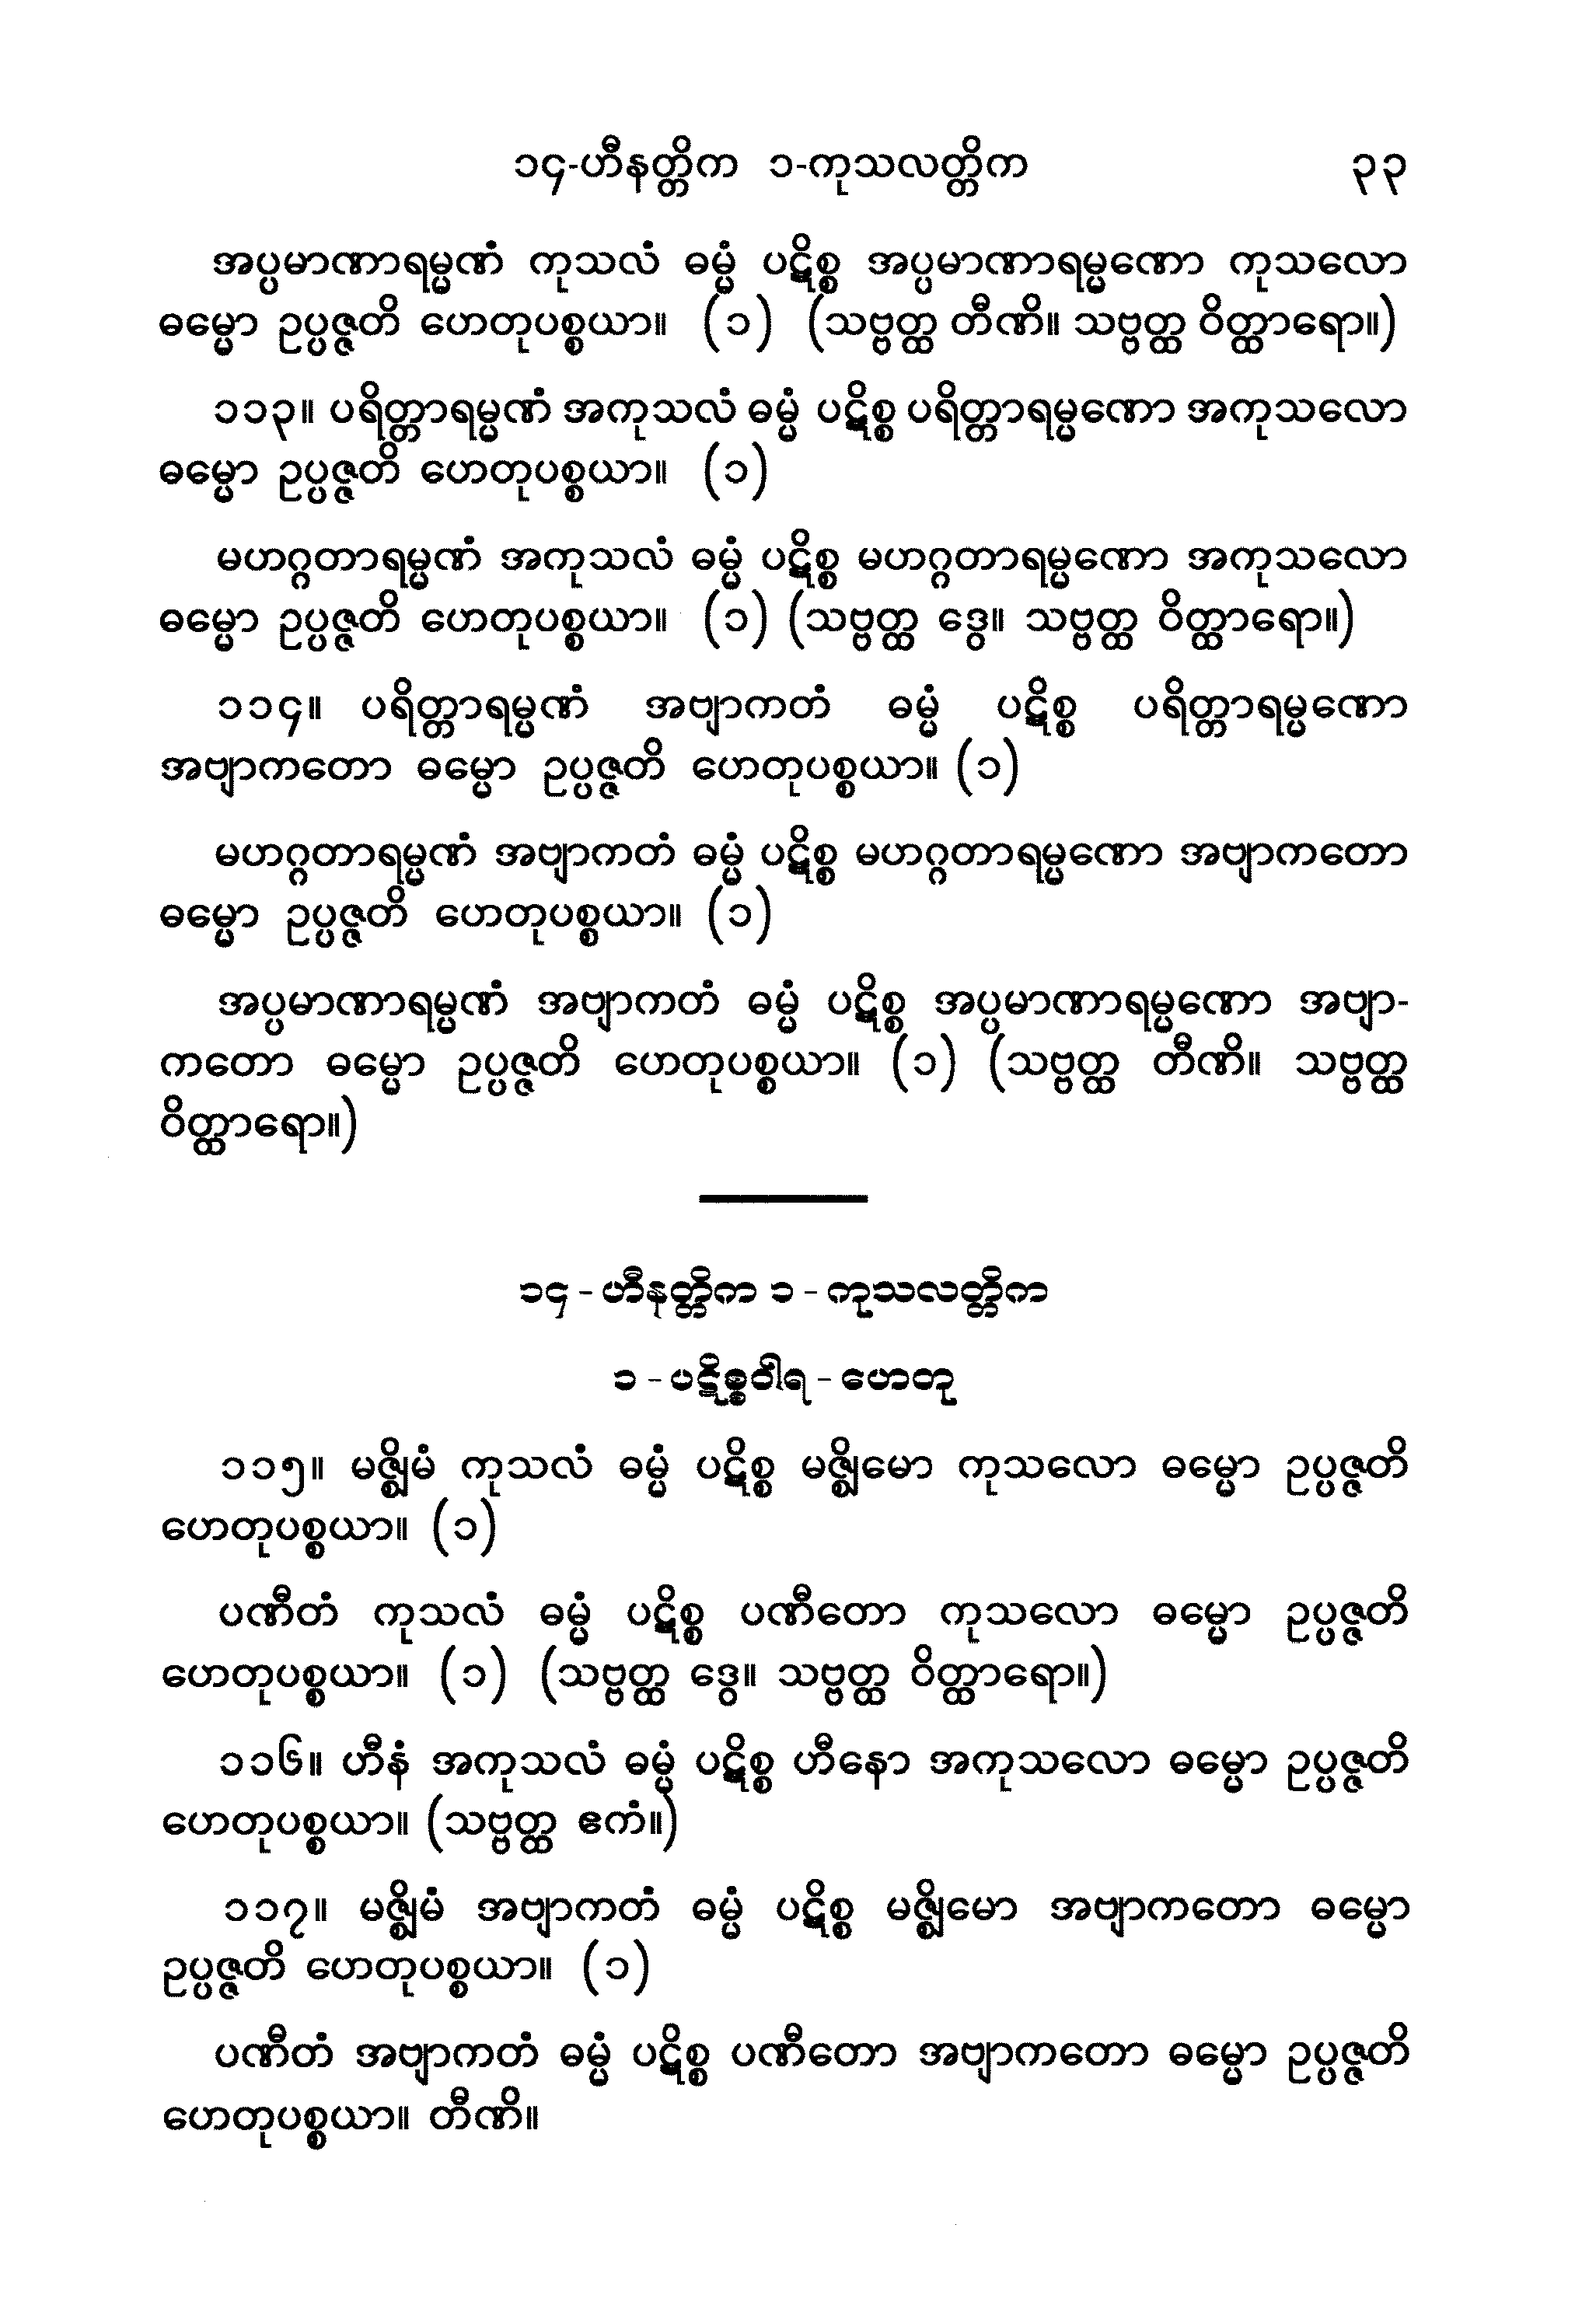 ၁၄-ဟီနတ္တိက ၁-ကုသလတ္တိက ၃၃
အပ္ပမာဏာရမ္မဏံ ကုသလံ ဓမ္မံ ပဋိစ္စ အပ္ပမာဏာရမ္မဏော ကုသလော
ဓမ္မော ဥပ္ပဇ္ဇတိ ဟေတုပစ္စယာ။ (၁) (သဗ္ဗတ္ထ တီဏိ။ သဗ္ဗတ္ထ ဝိတ္ထာရော။)
၁၁၃။ ပရိတ္တာရမ္မဏံ အကုသလံ ဓမ္မံ ပဋိစ္စ ပရိတ္တာရမ္မဏော အကုသလော
ဓမ္မော ဥပ္ပဇ္ဇတိ ဟေတုပစ္စယာ။ (၁)
မဟဂ္ဂတာရမ္မဏံ အကုသလံ ဓမ္မံ ပဋိစ္စ မဟဂ္ဂတာရမ္မဏော အကုသလော
ဓမ္မော ဥပ္ပဇ္ဇတိ ဟေတုပစ္စယာ။ (၁) (သဗ္ဗတ္ထ ဒွေ။ သဗ္ဗတ္ထ ဝိတ္ထာရော။)
၁၁၄။ ပရိတ္တာရမ္မဏံ အဗျာကတံ ဓမ္မံ ပဋိစ္စ ပရိတ္တာရမ္မဏော
အဗျာကတော ဓမ္မော ဥပ္ပဇ္ဇတိ ဟေတုပစ္စယာ။ (၁)
မဟဂ္ဂတာရမ္မဏံ အဗျာကတံ ဓမ္မံ ပဋိစ္စ မဟဂ္ဂတာရမ္မဏော အဗျာကတော
ဓမ္မော ဥပ္ပဇ္ဇတိ ဟေတုပစ္စယာ။ (၁)
အပ္ပမာဏာရမ္မဏံ အဗျာကတံ ဓမ္မံ ပဋိစ္စ အပ္ပမာဏာရမ္မဏော အဗျာ-
ကတော ဓမ္မော ဥပ္ပဇ္ဇတိ ဟေတုပစ္စယာ။ (၁) (သဗ္ဗတ္ထ တီဏိ။ သဗ္ဗတ္ထ
ဝိတ္ထာရော။)
၁၄ - ဟီနတ္တိက ၁ - ကုသလတ္တိက
၁ - ပဋိစ္စဝါရ - ဟေတု
၁၁၅။ မဇ္ဈိမံ ကုသလံ ဓမ္မံ ပဋိစ္စ မဇ္ဈိမော ကုသလော ဓမ္မော ဥပ္ပဇ္ဇတိ
ဟေတုပစ္စယာ။ (၁)
ပဏီတံ ကုသလံ ဓမ္မံ ပဋိစ္စ ပဏီတော ကုသလော ဓမ္မော ဥပ္ပဇ္ဇတိ
ဟေတုပစ္စယာ။ (၁) (သဗ္ဗတ္ထ ဒွေ။ သဗ္ဗတ္ထ ဝိတ္ထာရော။)
၁၁၆။ ဟီနံ အကုသလံ ဓမ္မံ ပဋိစ္စ ဟီနော အကုသလော ဓမ္မော ဥပ္ပဇ္ဇတိ
ဟေတုပစ္စယာ။ (သဗ္ဗတ္ထ ဧကံ။)
၁၁၇။ မဇ္ဈိမံ အဗျာကတံ ဓမ္မံ ပဋိစ္စ မဇ္ဈိမော အဗျာကတော ဓမ္မော
ဥပ္ပဇ္ဇတိ ဟေတုပစ္စယာ။ (၁)
ပဏီတံ အဗျာကတံ ဓမ္မံ ပဋိစ္စ ပဏီတော အဗျာကတော ဓမ္မော ဥပ္ပဇ္ဇတိ
ဟေတုပစ္စယာ။ တီဏိ။